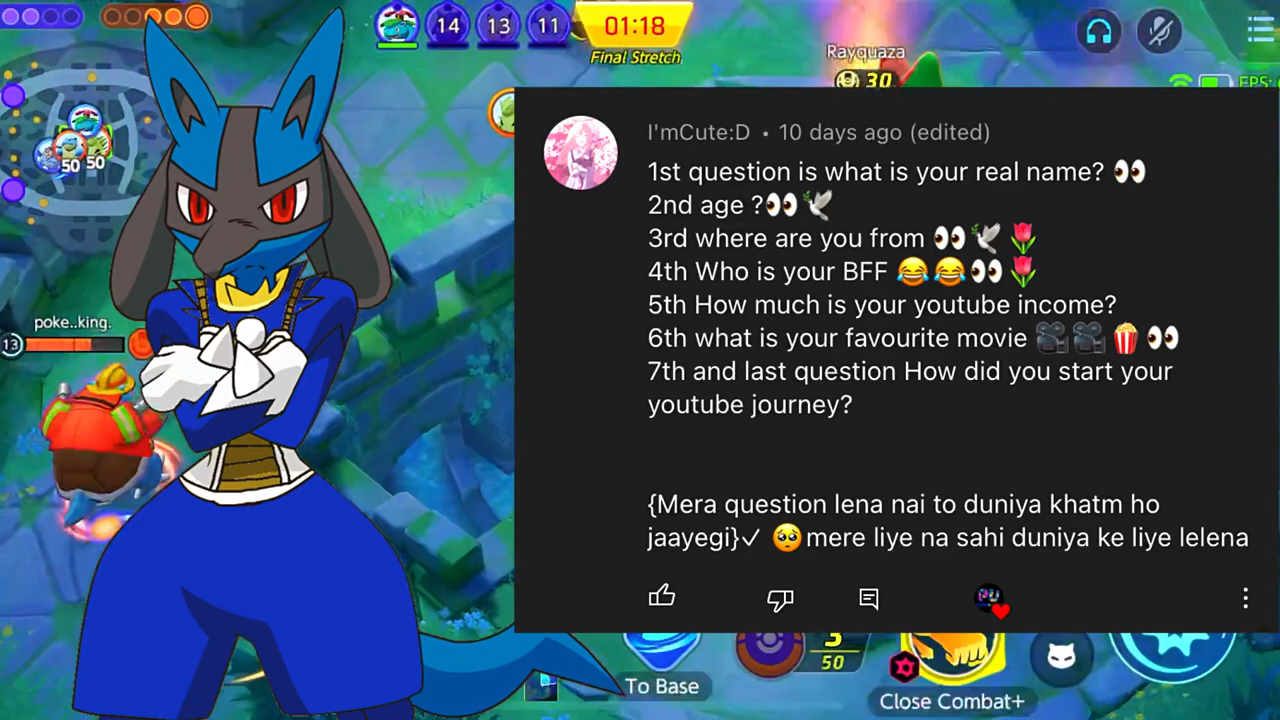 14 13 11
01:18
Final Stretch
Rayquaza
30
EPS:
50 50
poke..king.
13
I'mCute:D • 10 days ago (edited)
1st question is what is your real name? 👀
2nd age ?👀🕊️
3rd where are you from 👀🕊️🌷
4th Who is your BFF 😂😂👀🌷
5th How much is your youtube income?
6th what is your favourite movie 🎥🎥🍿👀
7th and last question How did you start your
youtube journey?
{Mera question lena nai to duniya khatm ho
jaayegi}✓ 🥺mere liye na sahi duniya ke liye lelena
50
To Base
Close Combat+